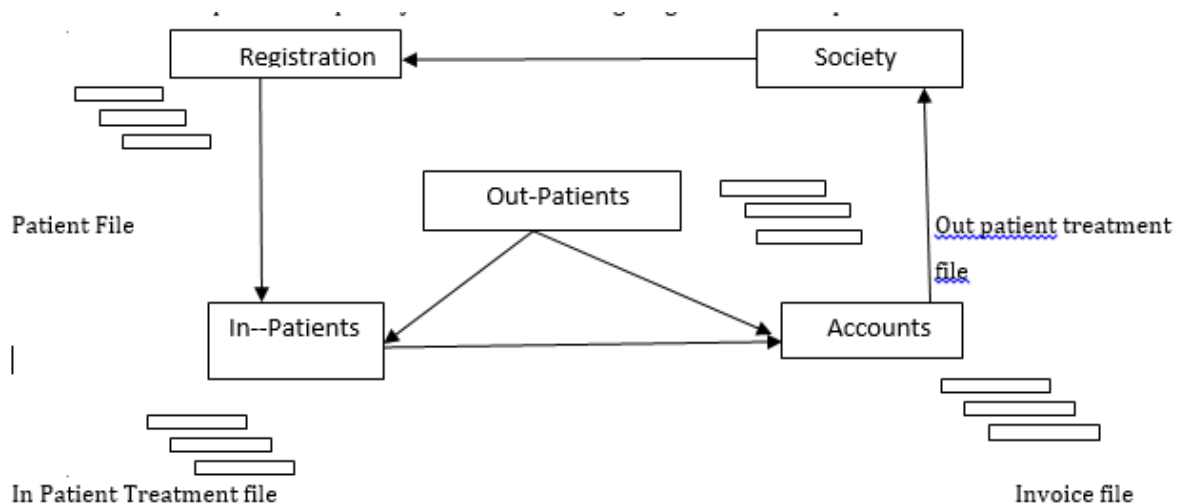 Registration
Society
Out-Patients
Patient File
Out patient treatment
file
In--Patients
Accounts
In Patient Treatment file
Invoice file